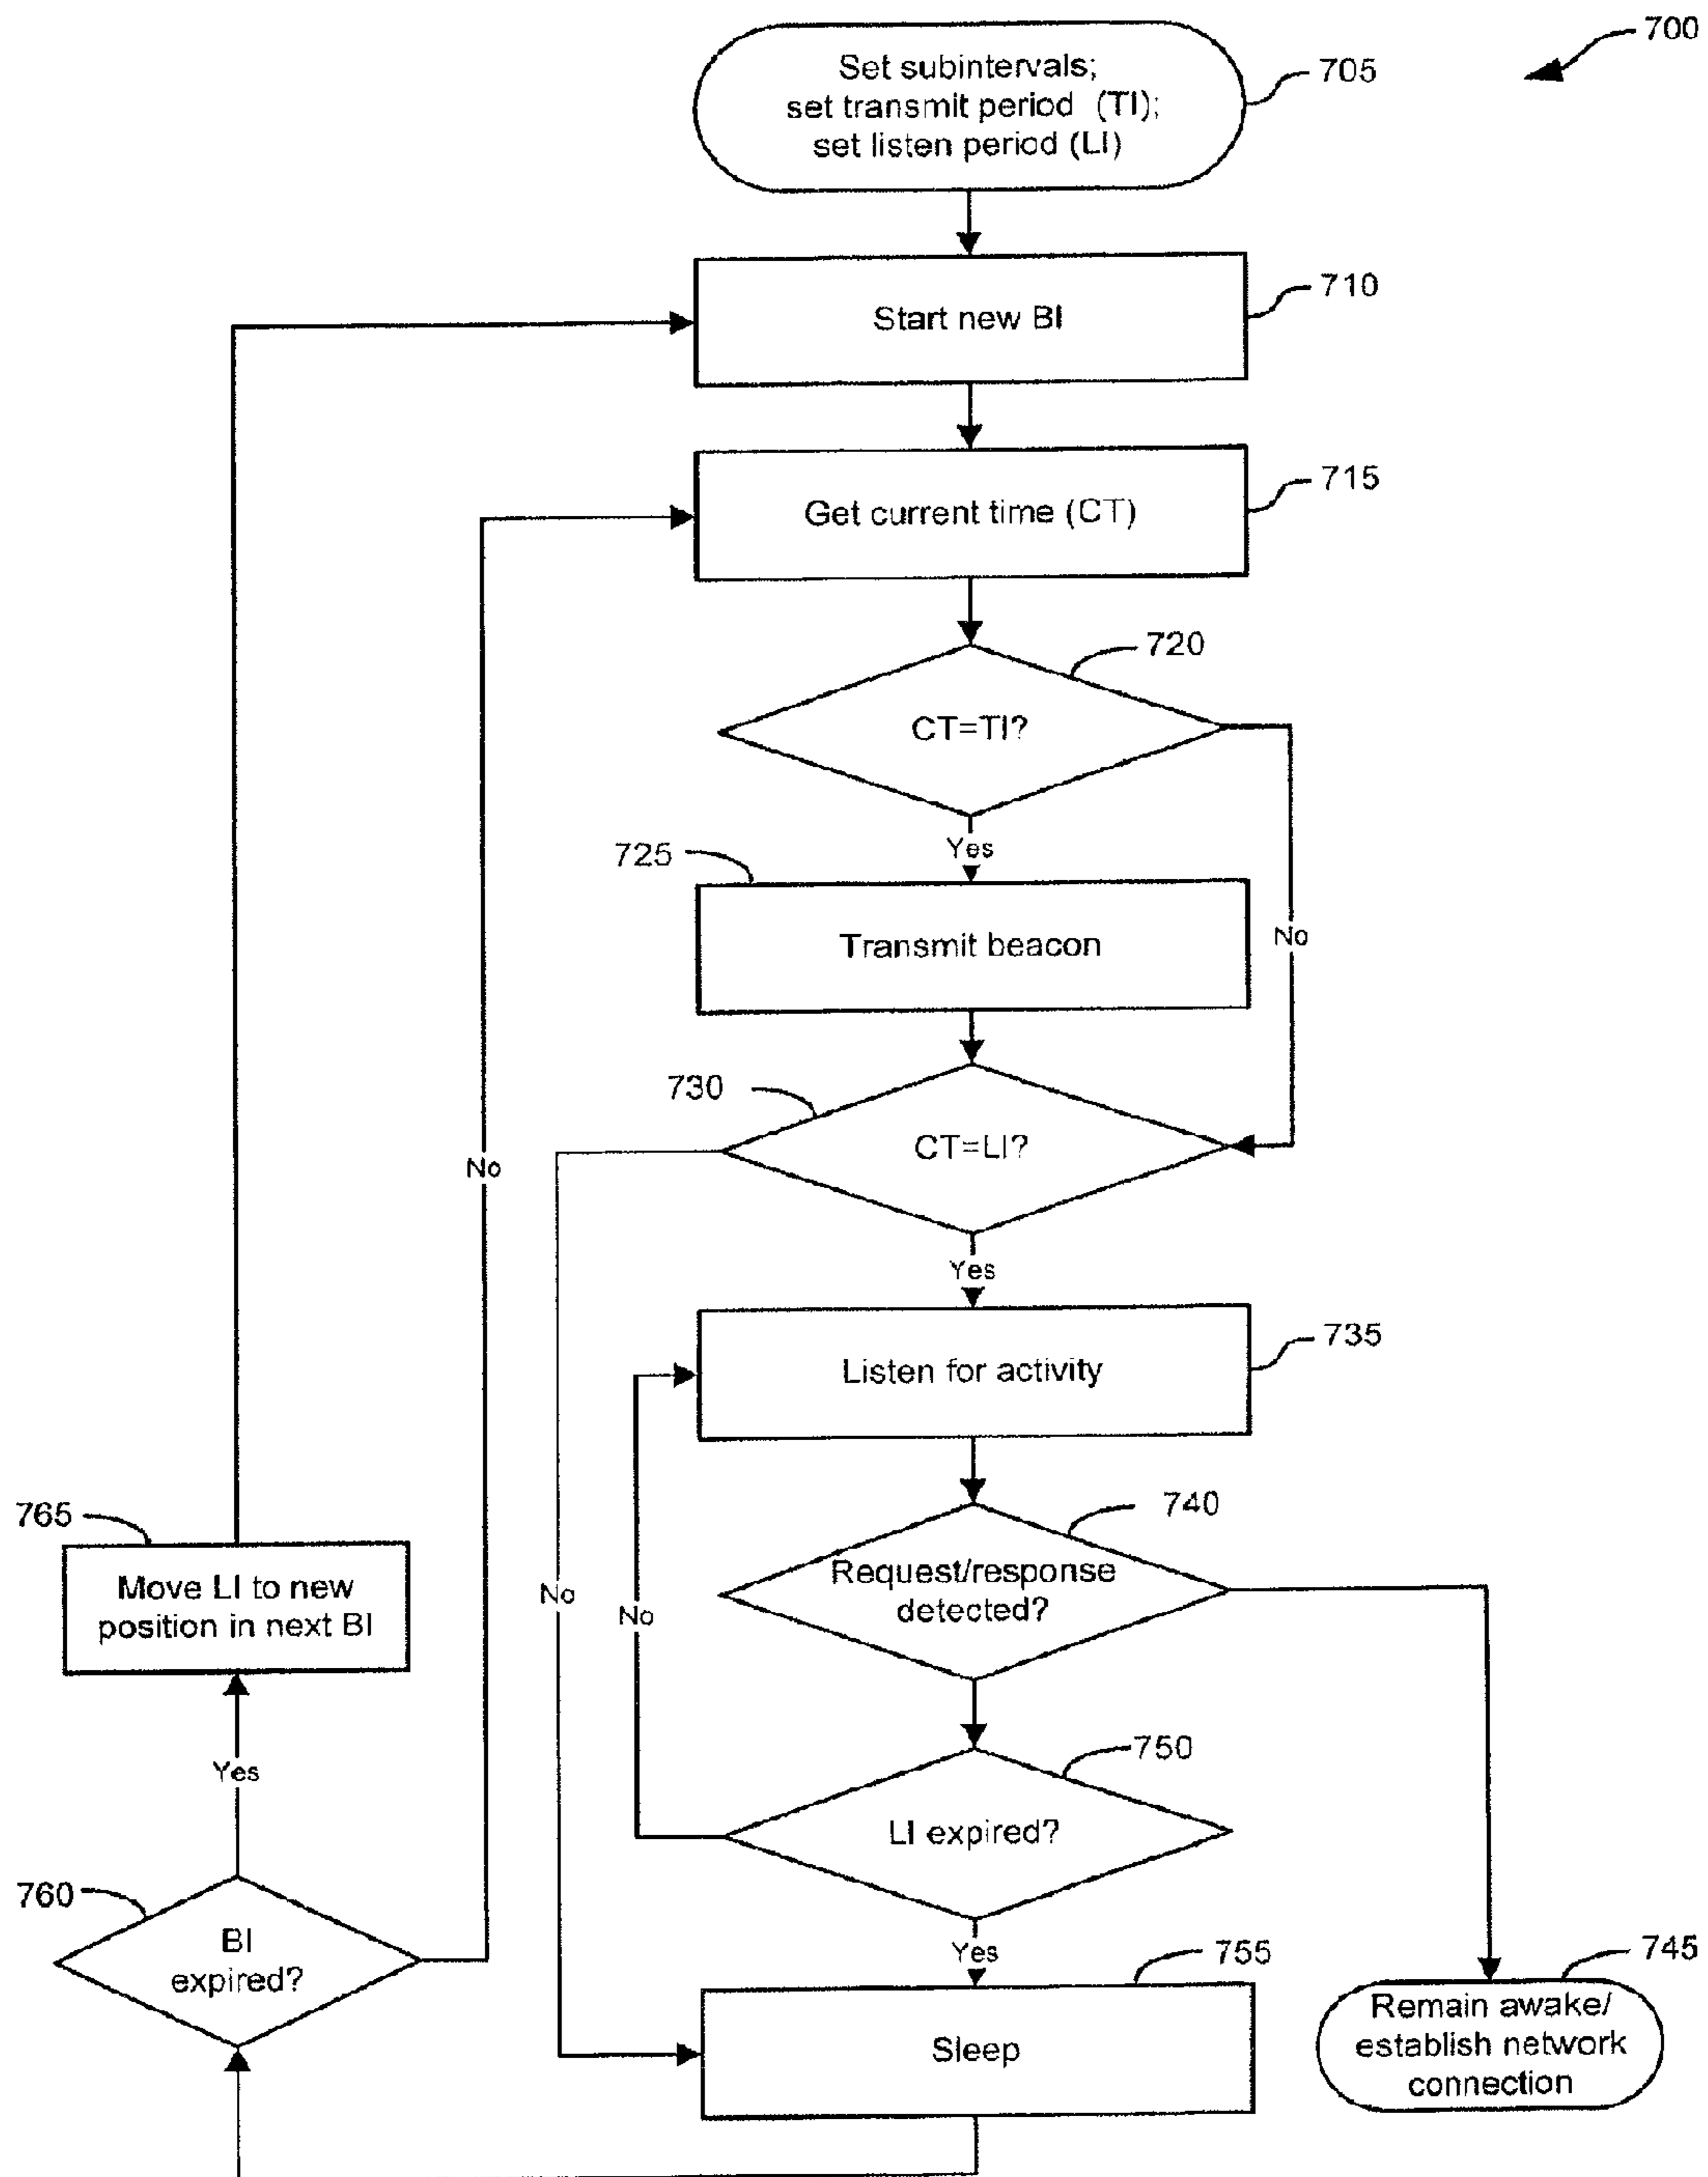 700
Set subintervals;
set transmit period (TI);
set listen period (LI)
705
Start new BI
710
Get current time (CT)
715
720
CT=TI?
Yes
No
725
Transmit beacon
730
CT=LI?
No
Yes
735
Listen for activity
740
Request/response
detected?
No
No
765
Move LI to new
position in next BI
Yes
750
LI expired?
760
BI
expired?
Yes
755
Sleep
745
Remain awake/
establish network
connection